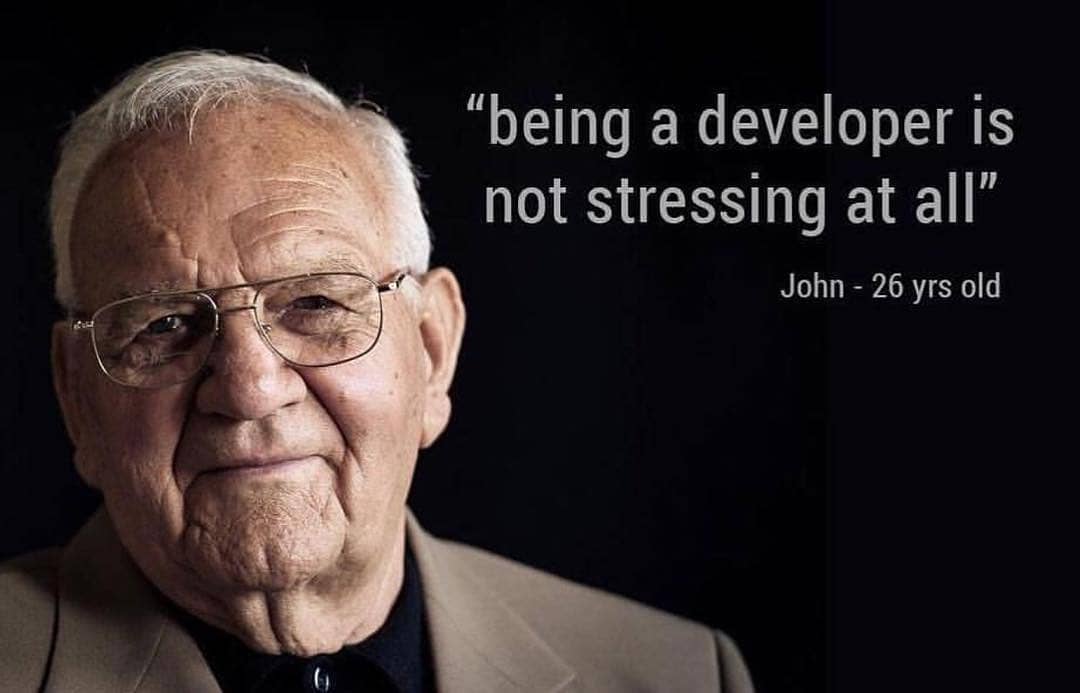 “being a developer is
not stressing at all”
John - 26 yrs old